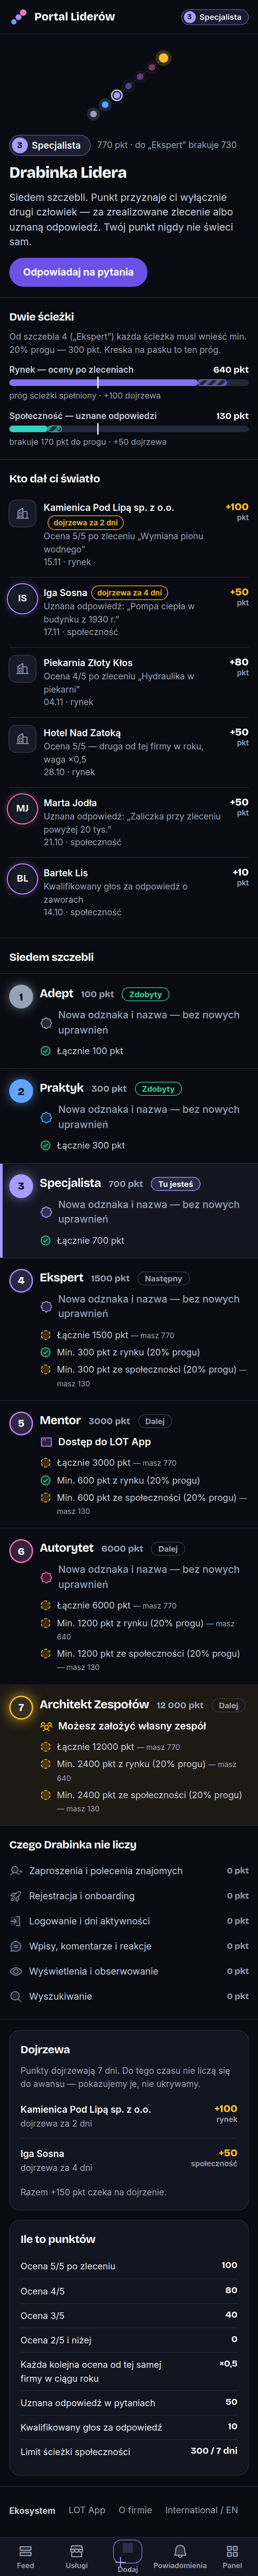 Portal Liderów
3 Specjalista
3 Specjalista 770 pkt · do „Ekspert” brakuje 730
Drabinka Lidera
Siedem szczebli. Punkt przyznaje ci wyłącznie
drugi człowiek — za zrealizowane zlecenie albo
uznaną odpowiedź. Twój punkt nigdy nie świeci
sam.
Odpowiadaj na pytania
Dwie ścieżki
Od szczebla 4 („Ekspert”) każda ścieżka musi wnieść min.
20% progu — 300 pkt. Kreska na pasku to ten próg.
Rynek — oceny po zleceniach 640 pkt
próg ścieżki spełniony · +100 dojrzewa
Społeczność — uznane odpowiedzi 130 pkt
brakuje 170 pkt do progu · +50 dojrzewa
Kto dał ci światło
Kamienica Pod Lipą sp. z o.o. +100
dojrzewa za 2 dni pkt
Ocena 5/5 po zleceniu „Wymiana pionu
wodnego”
15.11 · rynek
IS Iga Sosna dojrzewa za 4 dni +50
Uznana odpowiedź: „Pompa ciepła w pkt
budynku z 1930 r.”
17.11 · społeczność
Piekarnia Złoty Kłos +80
Ocena 4/5 po zleceniu „Hydraulika w pkt
piekarni”
04.11 · rynek
Hotel Nad Zatoką +50
Ocena 5/5 — druga od tej firmy w roku, pkt
waga ×0,5
28.10 · rynek
MJ Marta Jodła +50
Uznana odpowiedź: „Zaliczka przy zleceniu pkt
powyżej 20 tys.”
21.10 · społeczność
BL Bartek Lis +10
Kwalifikowany głos za odpowiedź o pkt
zaworach
14.10 · społeczność
Siedem szczebli
1 Adept 100 pkt Zdobyty
Nowa odznaka i nazwa — bez nowych
uprawnień
Łącznie 100 pkt
2 Praktyk 300 pkt Zdobyty
Nowa odznaka i nazwa — bez nowych
uprawnień
Łącznie 300 pkt
3 Specjalista 700 pkt Tu jesteś
Nowa odznaka i nazwa — bez nowych
uprawnień
Łącznie 700 pkt
4 Ekspert 1500 pkt Następny
Nowa odznaka i nazwa — bez nowych
uprawnień
Łącznie 1500 pkt — masz 770
Min. 300 pkt z rynku (20% progu)
Min. 300 pkt ze społeczności (20% progu) —
masz 130
5 Mentor 3000 pkt Dalej
Dostęp do LOT App
Łącznie 3000 pkt — masz 770
Min. 600 pkt z rynku (20% progu)
Min. 600 pkt ze społeczności (20% progu) —
masz 130
6 Autorytet 6000 pkt Dalej
Nowa odznaka i nazwa — bez nowych
uprawnień
Łącznie 6000 pkt — masz 770
Min. 1200 pkt z rynku (20% progu) — masz
640
Min. 1200 pkt ze społeczności (20% progu)
— masz 130
7 Architekt Zespołów 12 000 pkt Dalej
Możesz założyć własny zespół
Łącznie 12000 pkt — masz 770
Min. 2400 pkt z rynku (20% progu) — masz
640
Min. 2400 pkt ze społeczności (20% progu)
— masz 130
Czego Drabinka nie liczy
Zaproszenia i polecenia znajomych 0 pkt
Rejestracja i onboarding 0 pkt
Logowanie i dni aktywności 0 pkt
Wpisy, komentarze i reakcje 0 pkt
Wyświetlenia i obserwowanie 0 pkt
Wyszukiwanie 0 pkt
Dojrzewa
Punkty dojrzewają 7 dni. Do tego czasu nie liczą się
do awansu — pokazujemy je, nie ukrywamy.
Kamienica Pod Lipą sp. z o.o. +100
dojrzewa za 2 dni rynek
Iga Sosna +50
dojrzewa za 4 dni społeczność
Razem +150 pkt czeka na dojrzenie.
Ile to punktów
Ocena 5/5 po zleceniu 100
Ocena 4/5 80
Ocena 3/5 40
Ocena 2/5 i niżej 0
Każda kolejna ocena od tej samej ×0,5
firmy w ciągu roku
Uznana odpowiedź w pytaniach 50
Kwalifikowany głos za odpowiedź 10
Limit ścieżki społeczności 300 / 7 dni
Ekosystem LOT App O firmie International / EN
Feed Usługi Dodaj Powiadomienia Panel